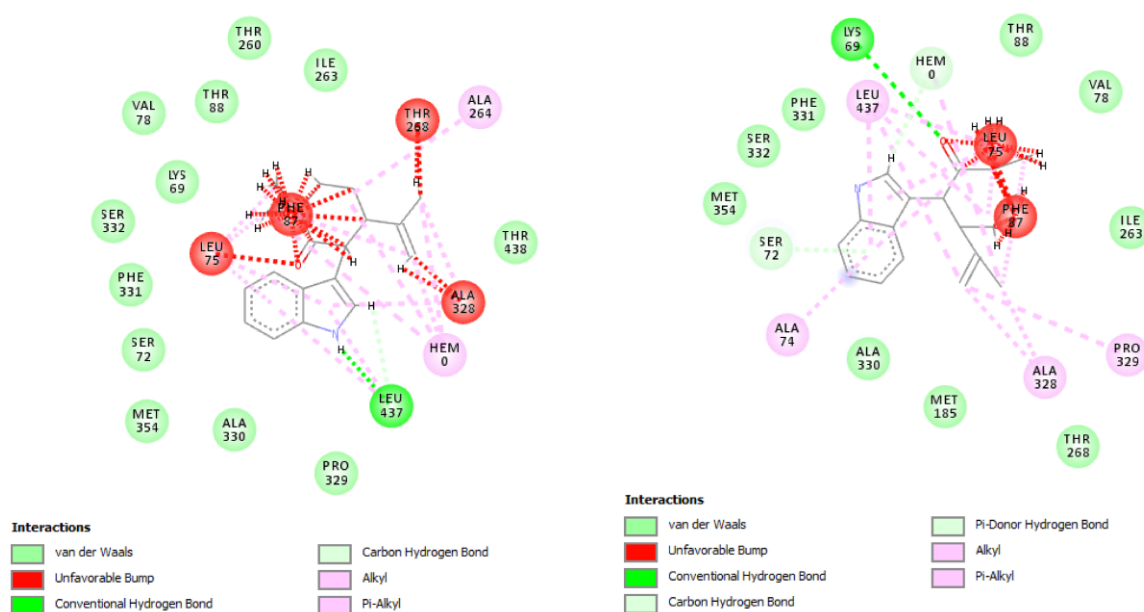 THR
260
ILE
263
VAL
78
THR
88
THR
268
ALA
264
LYS
69
PHE
87
SER
332
LEU
75
THR
438
PHE
331
ALA
328
SER
72
HEM
0
LEU
437
MET
354
ALA
330
PRO
329
H
H
H
H
H
H
H
H
H
H
H
O
N
H
Interactions
van der Waals
Unfavorable Bump
Conventional Hydrogen Bond
Carbon Hydrogen Bond
Alkyl
Pi-Alkyl
LYS
69
HEM
0
THR
88
LEU
437
VAL
78
PHE
331
SER
332
LEU
75
MET
354
PHE
87
ILE
263
SER
72
ALA
74
ALA
330
PRO
329
ALA
328
MET
185
THR
268
H
H H
H
H
H
H
H
H
O
N
Interactions
van der Waals
Unfavorable Bump
Conventional Hydrogen Bond
Carbon Hydrogen Bond
Pi-Donor Hydrogen Bond
Alkyl
Pi-Alkyl